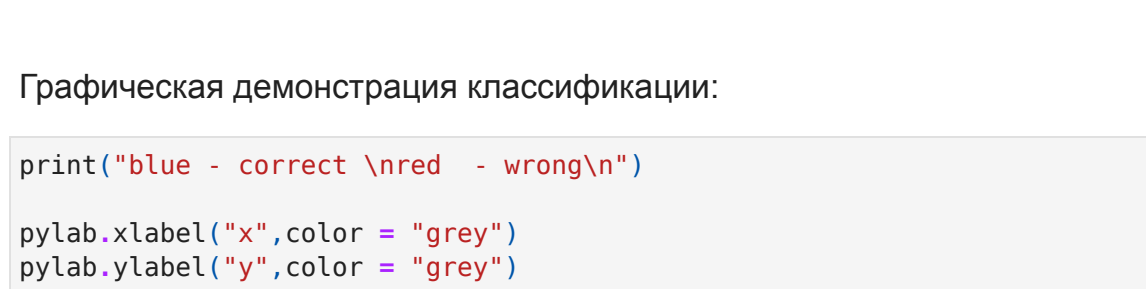 Графическая демонстрация классификации:
print("blue - correct \nred  - wrong\n")
pylab.xlabel("x",color = "grey")
pylab.ylabel("y",color = "grey")